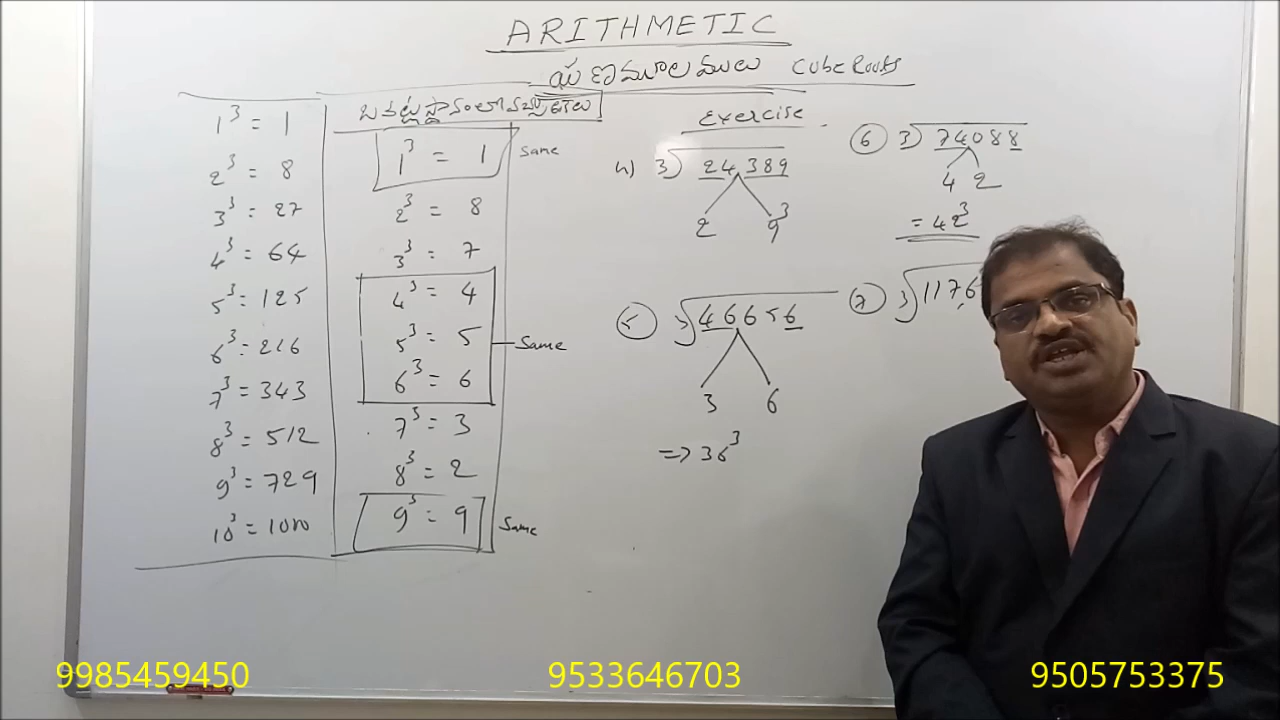 ARITHMETIC
ఘణమూలములు Cube Roots
1³ = 1
2³ = 8
3³ = 27
4³ = 64
5³ = 125
6³ = 216
7³ = 343
8³ = 512
9³ = 729
10³ = 1000
1³ = 1 Same
2³ = 8
3³ = 7
4³ = 4
5³ = 5 Same
6³ = 6
7³ = 3
8³ = 2
9³ = 9 Same
Exercise
4) 3√24389
2 9³
5 3√46656
3 6
=> 36³
6 3√74088
4 2
= 42³
7 3√1176
9985459450
9533646703
9505753375